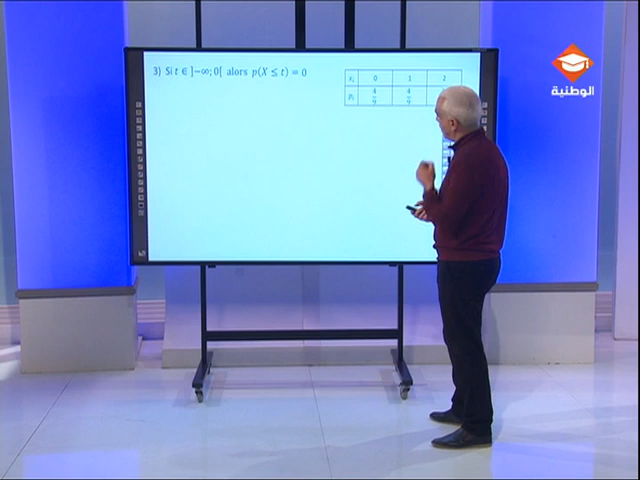 3) Si t ∈ ]−∞; 0[ alors p(X ≤ t) = 0
xᵢ 0 1 2
pᵢ 4/9 4/9
الوطنية